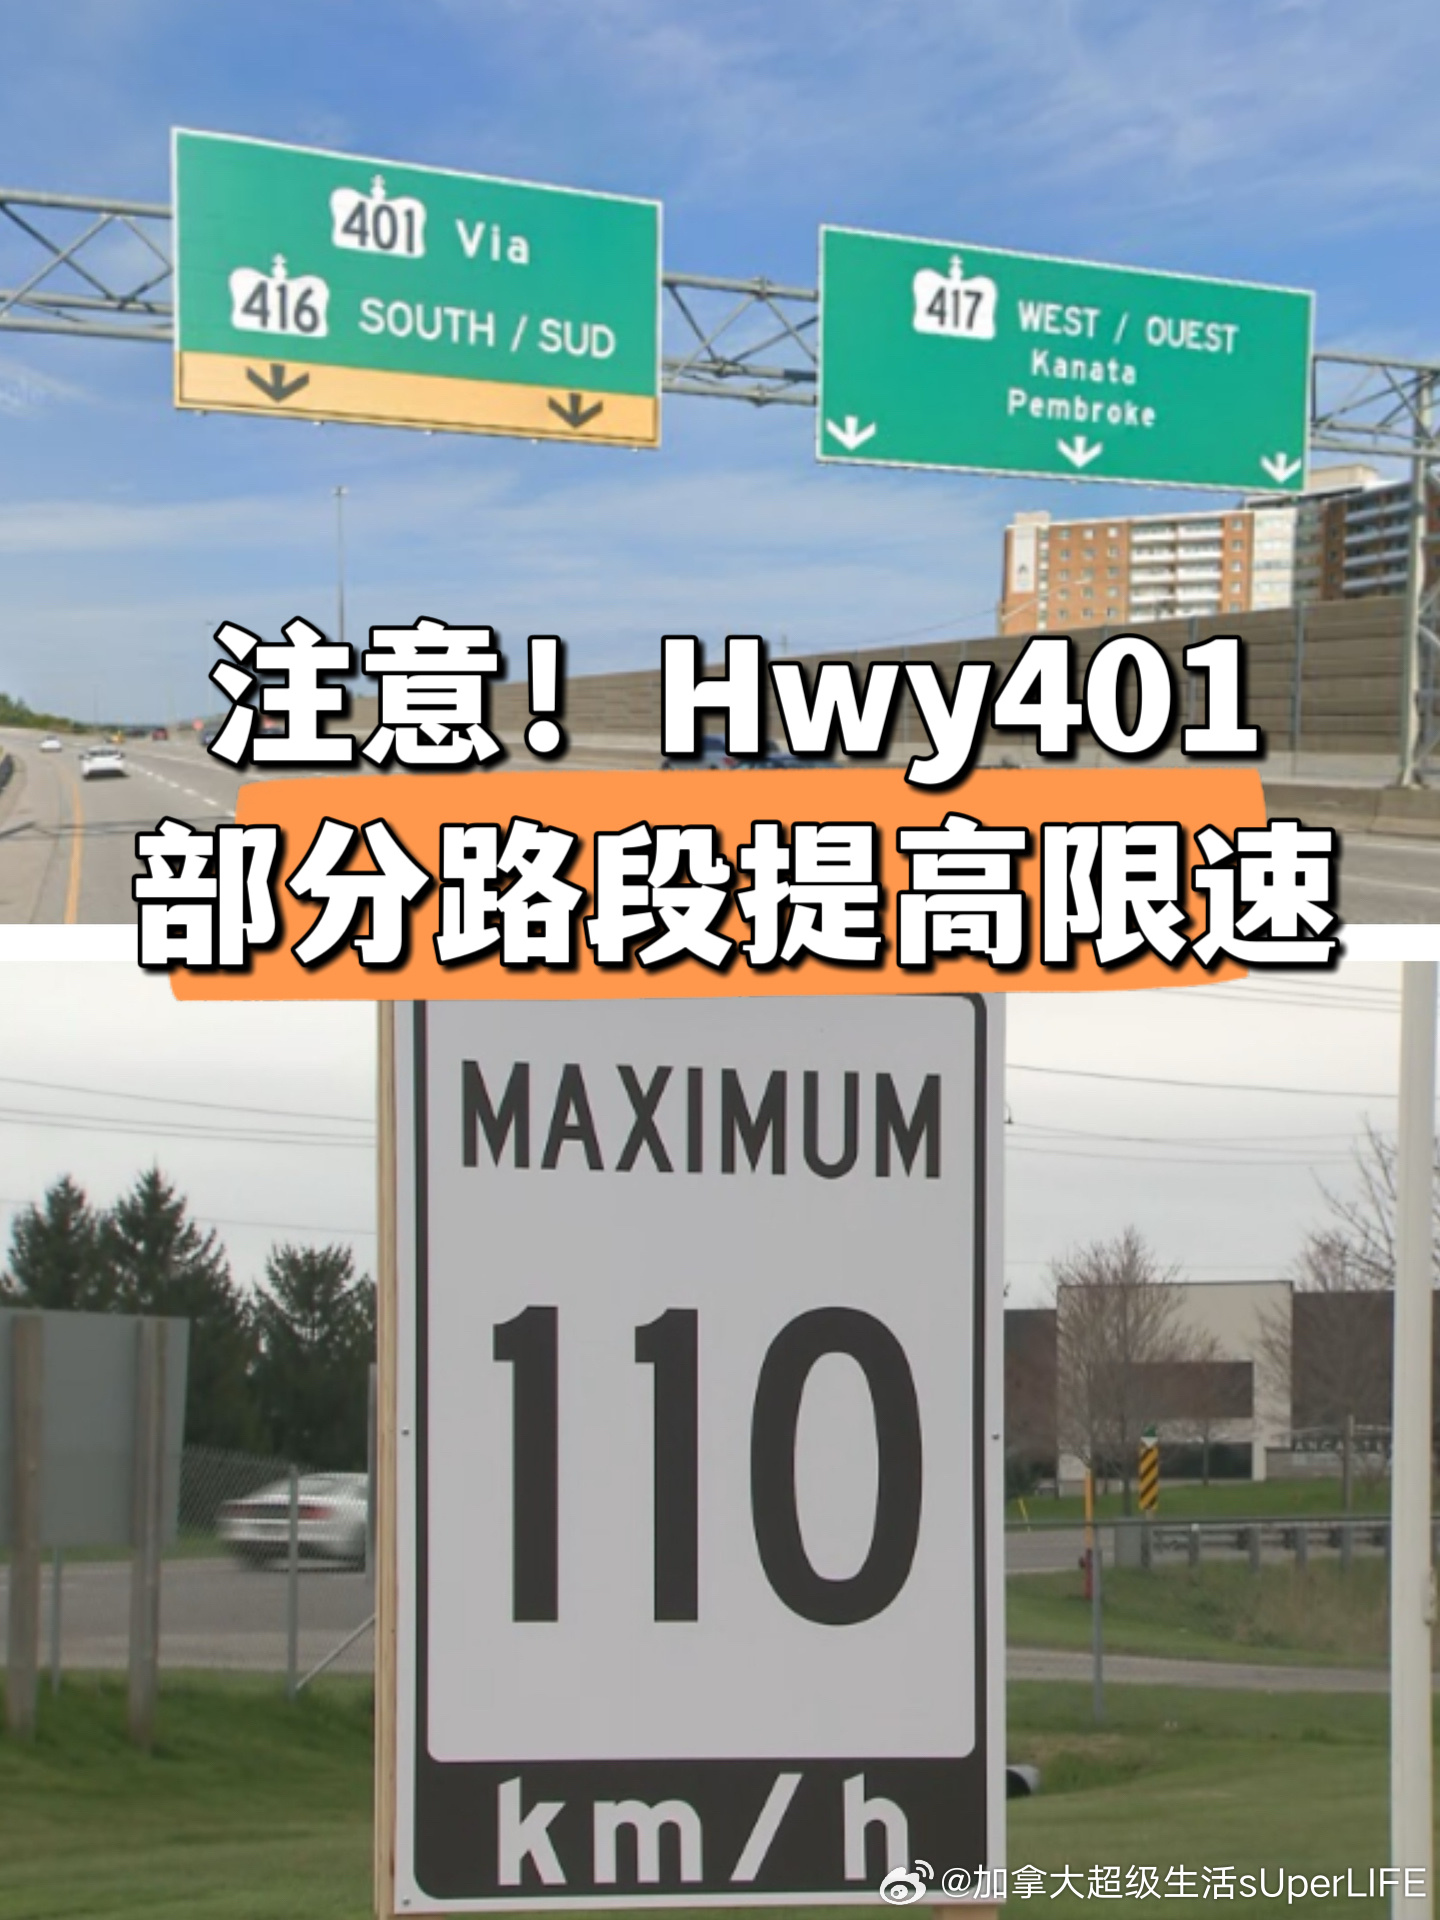 401 Via
416 SOUTH / SUD
417 WEST / OUEST
Kanata
Pembroke
注意！Hwy401
部分路段提高限速
MAXIMUM
110
km/h
@加拿大超级生活sUperLIFE